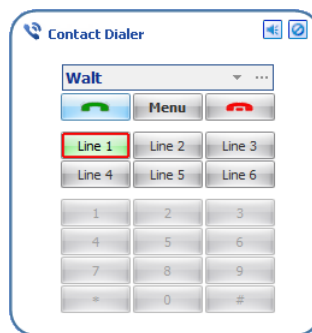 Contact Dialer
Walt
Menu
Line 1 Line 2 Line 3
Line 4 Line 5 Line 6
1 2 3
4 5 6
7 8 9
* 0 #